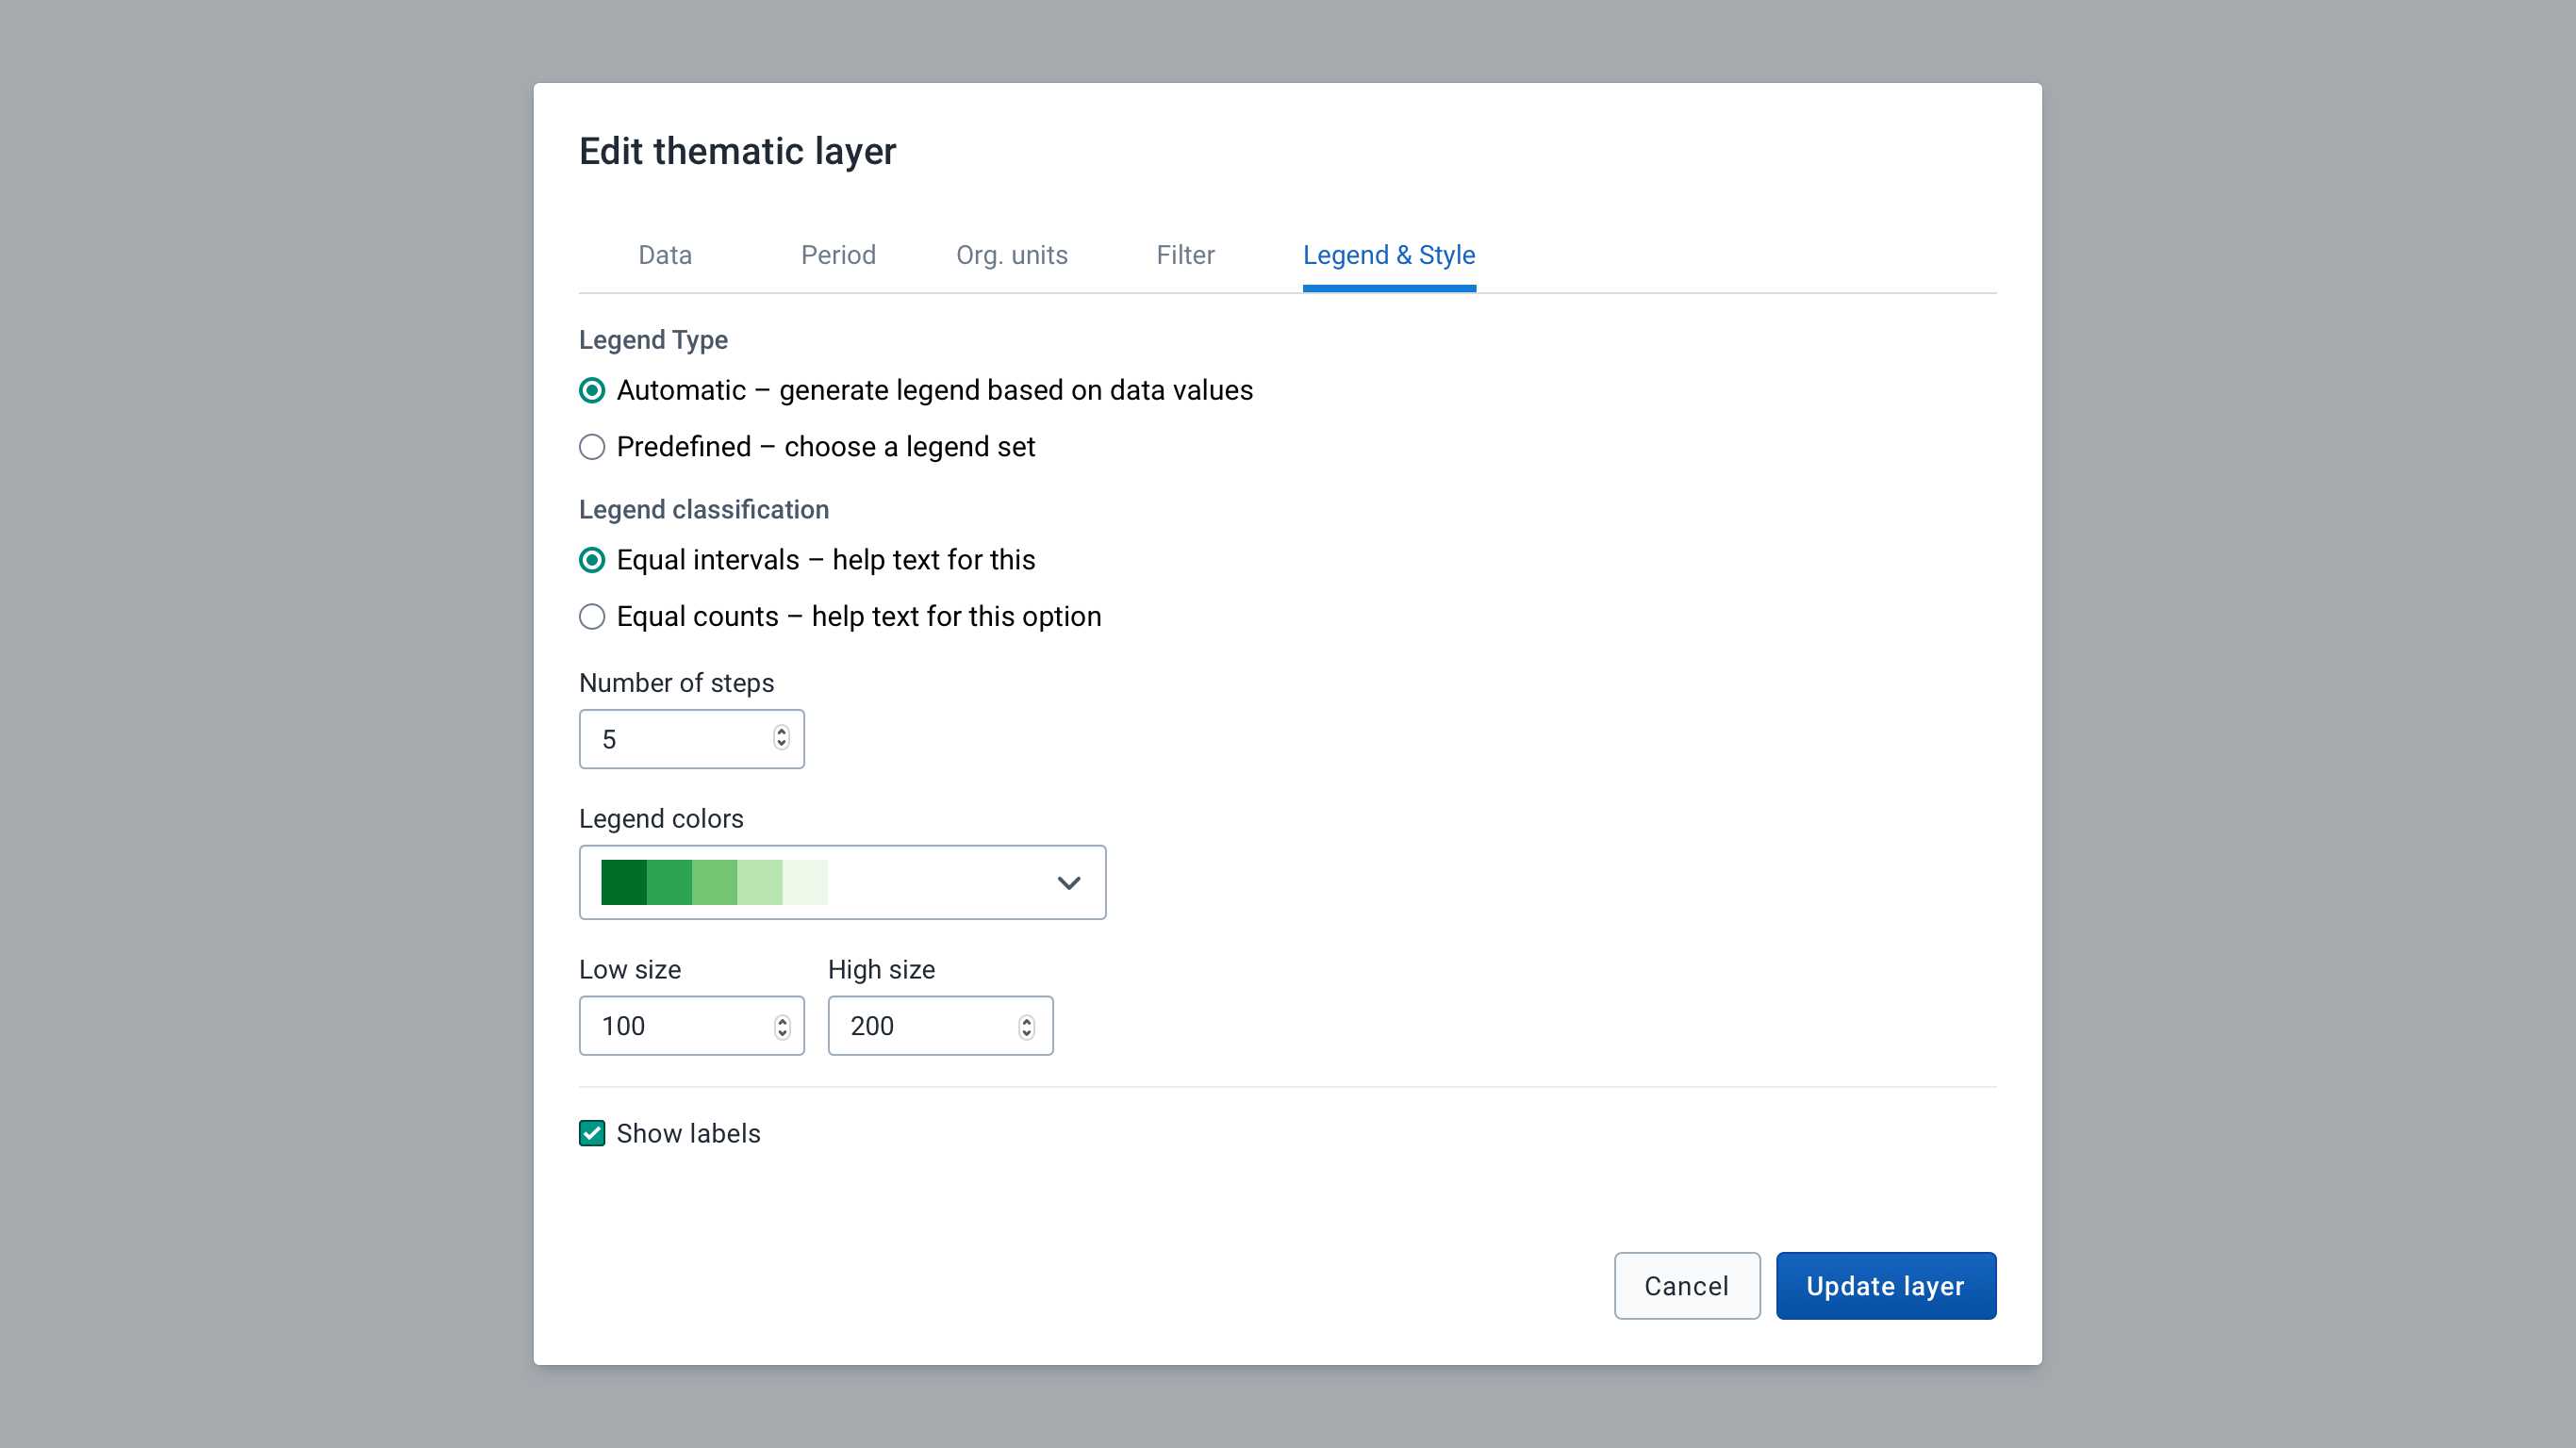 Edit thematic layer
Data Period Org. units Filter Legend & Style
Legend Type
Automatic – generate legend based on data values
Predefined – choose a legend set
Legend classification
Equal intervals – help text for this
Equal counts – help text for this option
Number of steps
5
Legend colors
Low size High size
100 200
Show labels
Cancel Update layer